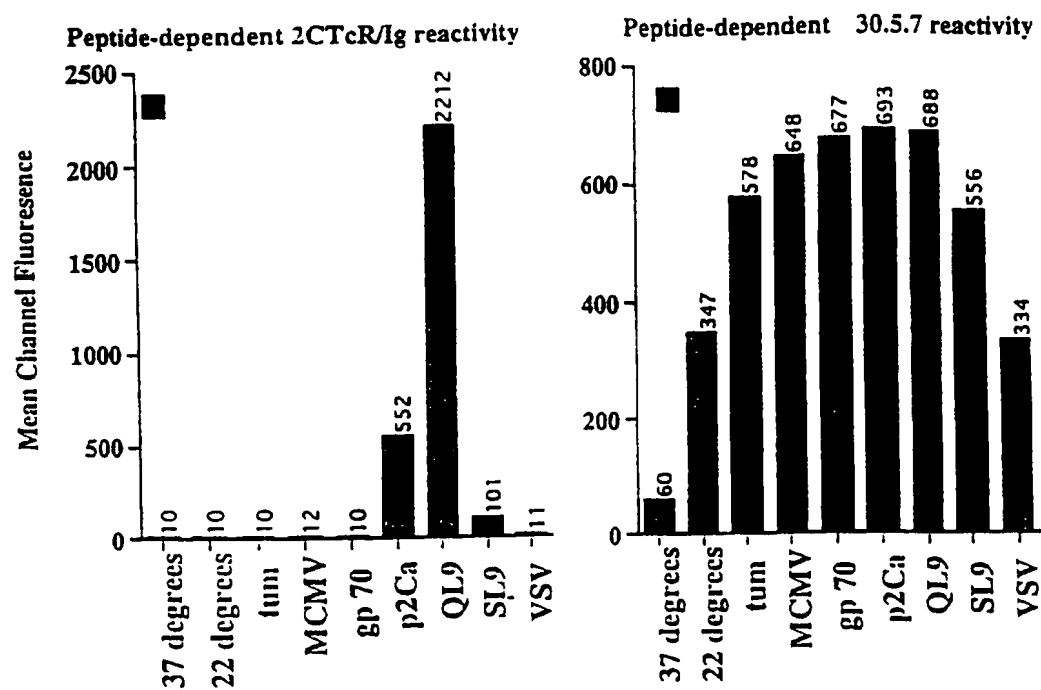 Peptide-dependent 2CTcR/Ig reactivity
Mean Channel Fluoresence
2500
2000
1500
1000
500
0
10
10
10
12
10
552
2212
101
11
37 degrees
22 degrees
tum
MCMV
gp 70
p2Ca
QL9
SL9
VSV
Peptide-dependent 30.5.7 reactivity
800
600
400
200
0
60
347
578
648
677
693
688
556
334
37 degrees
22 degrees
tum
MCMV
gp 70
p2Ca
QL9
SL9
VSV